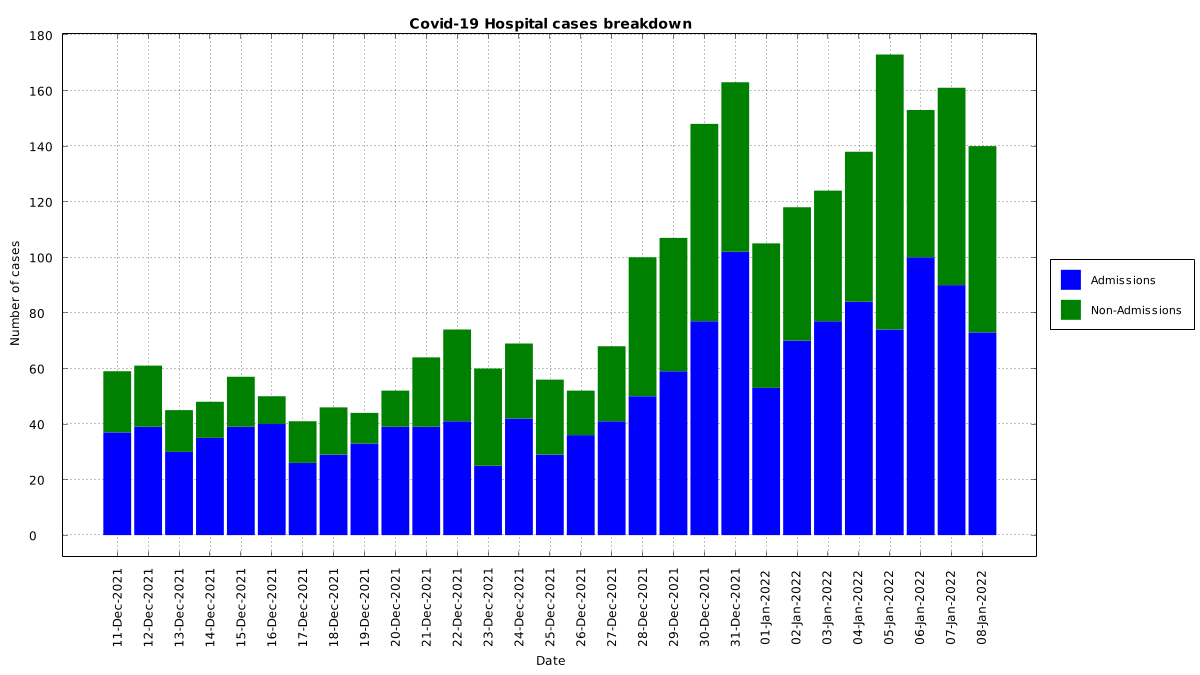 Covid-19 Hospital cases breakdown
180
160
140
120
100
80
60
40
20
0
Number of cases
Admissions
Non-Admissions
11-Dec-2021
12-Dec-2021
13-Dec-2021
14-Dec-2021
15-Dec-2021
16-Dec-2021
17-Dec-2021
18-Dec-2021
19-Dec-2021
20-Dec-2021
21-Dec-2021
22-Dec-2021
23-Dec-2021
24-Dec-2021
25-Dec-2021
26-Dec-2021
27-Dec-2021
28-Dec-2021
29-Dec-2021
30-Dec-2021
31-Dec-2021
01-Jan-2022
02-Jan-2022
03-Jan-2022
04-Jan-2022
05-Jan-2022
06-Jan-2022
07-Jan-2022
08-Jan-2022
Date